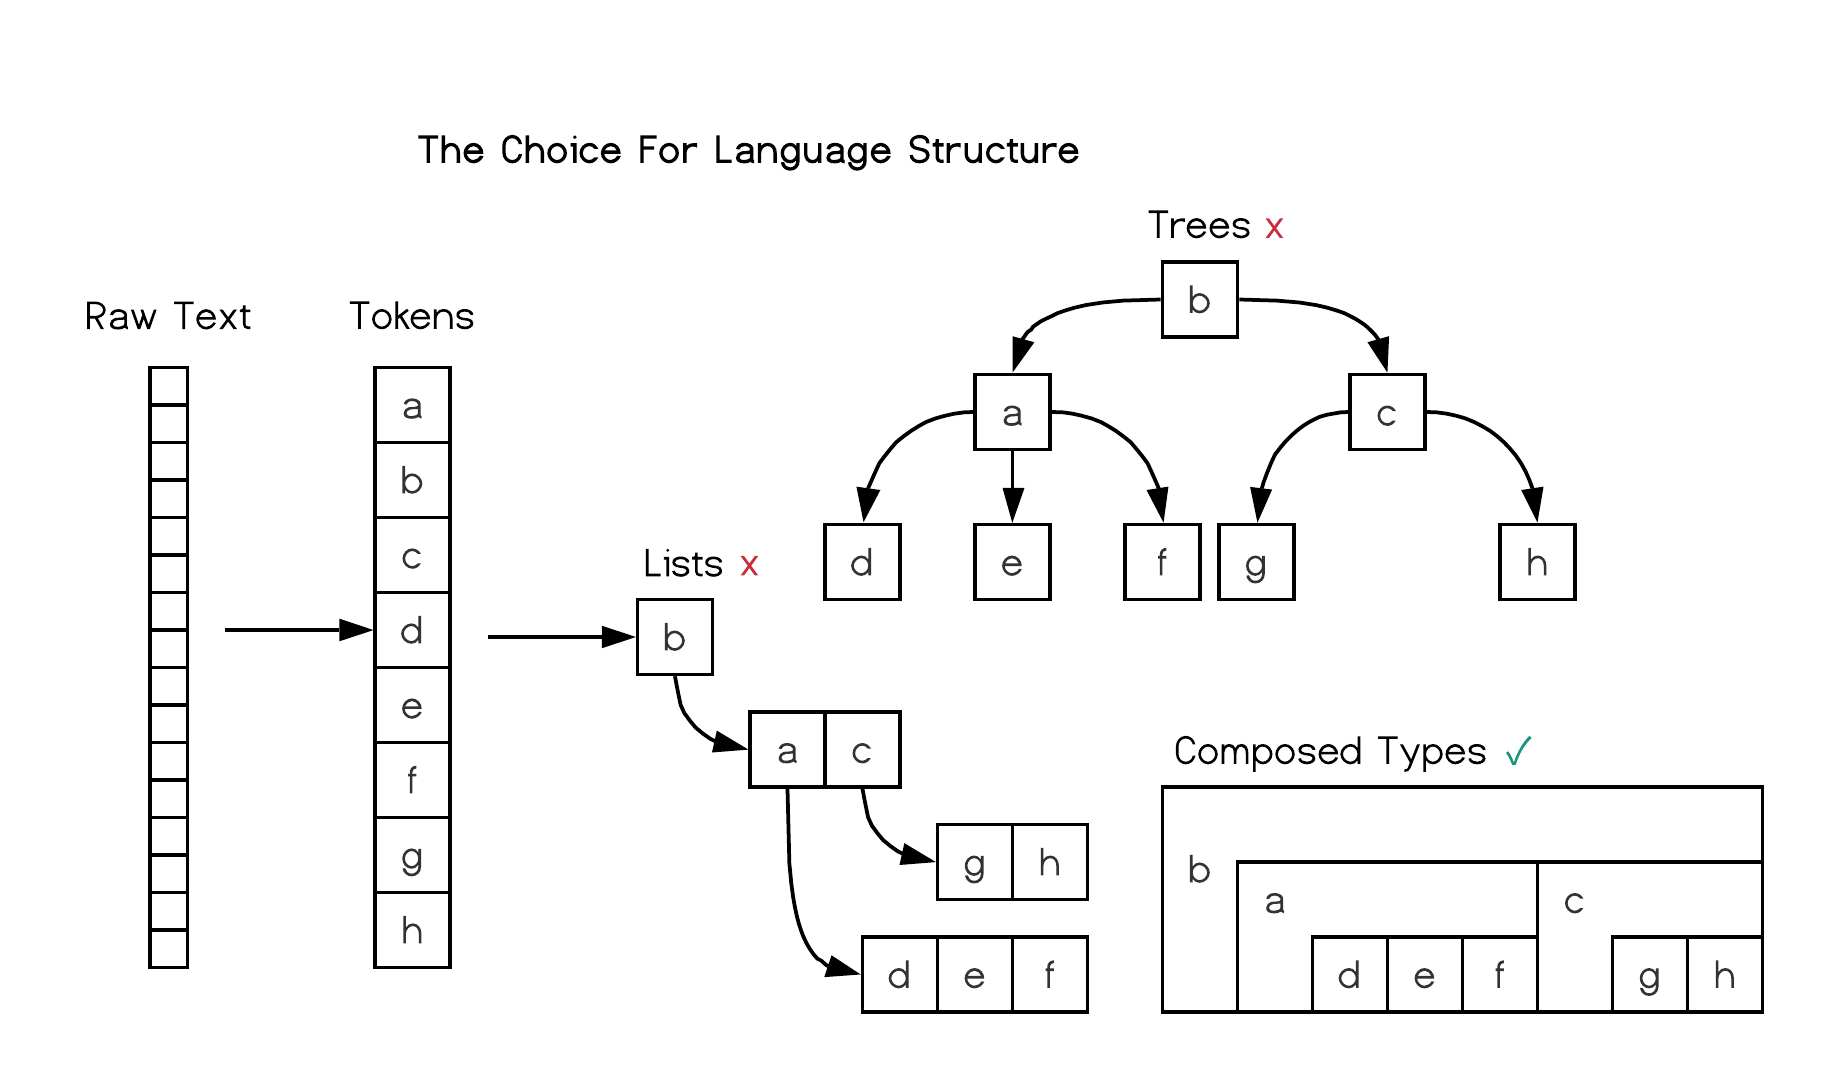 The Choice For Language Structure
Raw Text
Tokens
a
b
c
d
e
f
g
h
Lists x
b
a c
g h
d e f
Trees x
b
a c
d e f g h
Composed Types ✓
b
a c
d e f g h